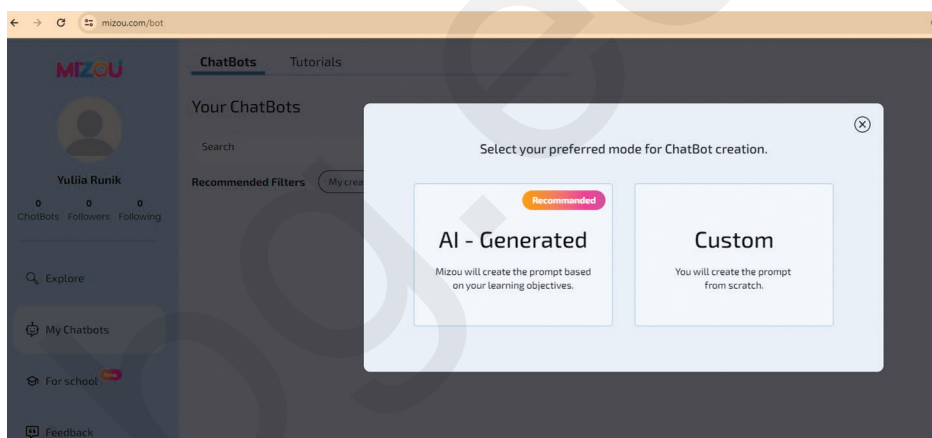 mizou.com/bot
MIZOU
ChatBots Tutorials
Your ChatBots
Search
Yuliia Runik
Recommended Filters
0 0 0
ChatBots Followers Following
Explore
My Chatbots
For school New
Feedback
Select your preferred mode for ChatBot creation.
Recommanded
AI - Generated
Mizou will create the prompt based
on your learning objectives.
Custom
You will create the prompt
from scratch.